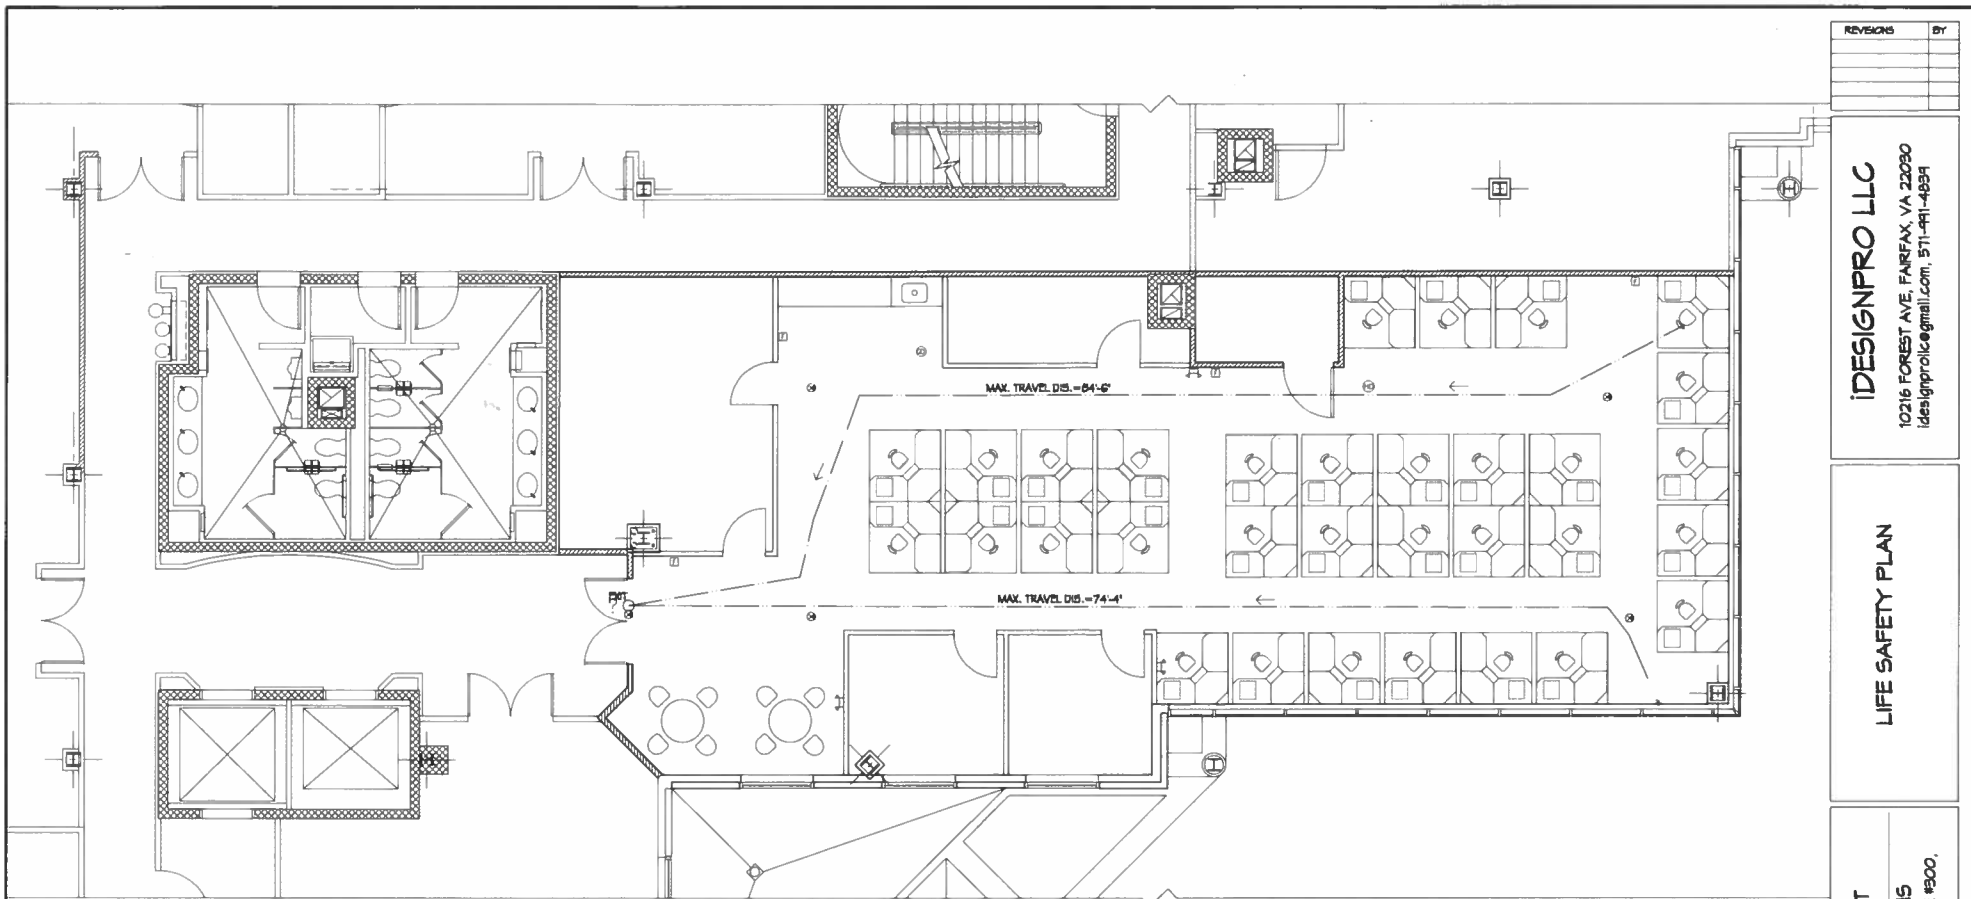 REVISIONS BY
iDESIGNPRO LLC
10216 FOREST AVE, FAIRFAX, VA 22030
idesignprollc@gmail.com, 571-991-4839
LIFE SAFETY PLAN
#300,
MAX. TRAVEL DIS.=84'-6"
EXIT
MAX. TRAVEL DIS.=74'-4"